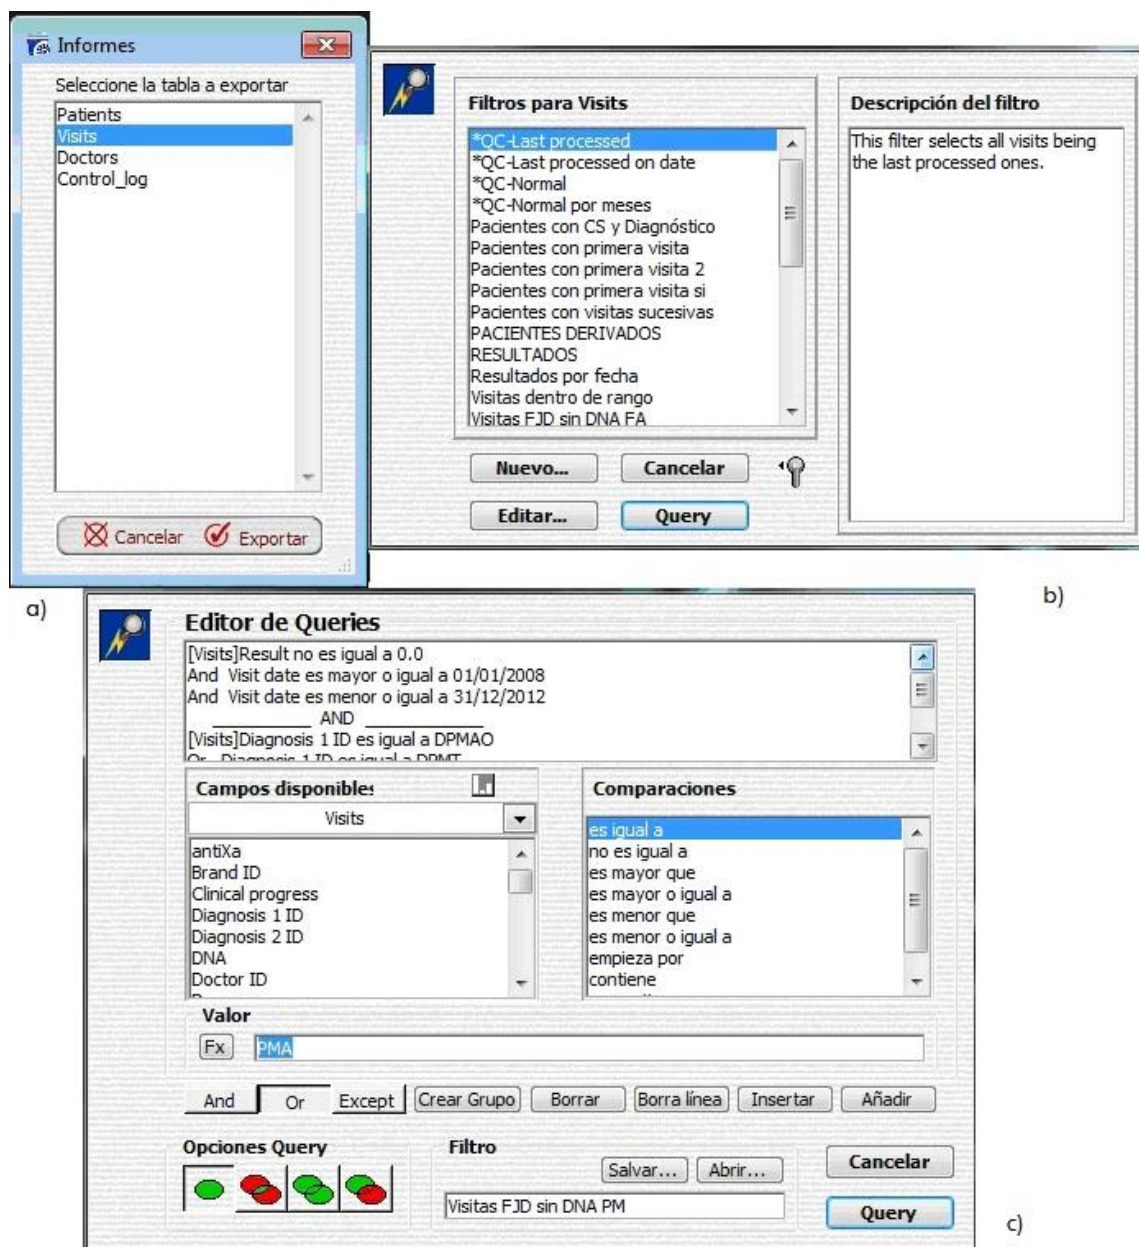 Informes
Seleccione la tabla a exportar
Patients
Visits
Doctors
Control_log
Cancelar
Exportar
a)
Filtros para Visits
*QC-Last processed
*QC-Last processed on date
*QC-Normal
*QC-Normal por meses
Pacientes con CS y Diagnóstico
Pacientes con primera visita
Pacientes con primera visita 2
Pacientes con primera visita si
Pacientes con visitas sucesivas
PACIENTES DERIVADOS
RESULTADOS
Resultados por fecha
Visitas dentro de rango
Visitas FJD sin DNA FA
Nuevo...
Cancelar
Editar...
Query
Descripción del filtro
This filter selects all visits being
the last processed ones.
b)
Editor de Queries
[Visits]Result no es igual a 0.0
And Visit date es mayor o igual a 01/01/2008
And Visit date es menor o igual a 31/12/2012
__________ AND __________
[Visits]Diagnosis 1 ID es igual a DPMAO
Or Diagnosis 1 ID es igual a DPMT
Campos disponibles
Visits
antiXa
Brand ID
Clinical progress
Diagnosis 1 ID
Diagnosis 2 ID
DNA
Doctor ID
Comparaciones
es igual a
no es igual a
es mayor que
es mayor o igual a
es menor que
es menor o igual a
empieza por
contiene
Valor
Fx
PMA
And
Or
Except
Crear Grupo
Borrar
Borra línea
Insertar
Añadir
Opciones Query
Filtro
Salvar...
Abrir...
Visitas FJD sin DNA PM
Cancelar
Query
c)